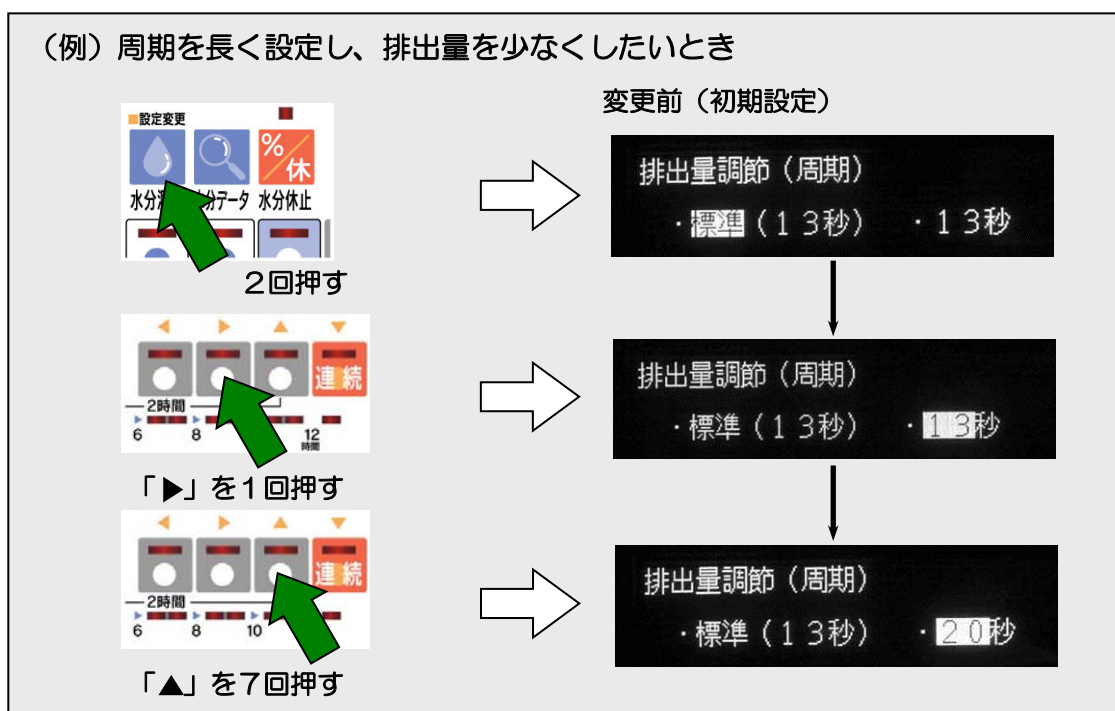 （例）周期を長く設定し、排出量を少なくしたいとき
変更前（初期設定）
■設定変更
%/休
水分
水分データ
水分休止
２回押す
排出量調節（周期）
・標準（１３秒）　・１３秒
◀ ▶ ▲ ▼
連続
2時間
6 8 12
時間
「▶」を１回押す
排出量調節（周期）
・標準（１３秒）　・１３秒
◀ ▶ ▲ ▼
連続
2時間
6 8 10
「▲」を７回押す
排出量調節（周期）
・標準（１３秒）　・２０秒